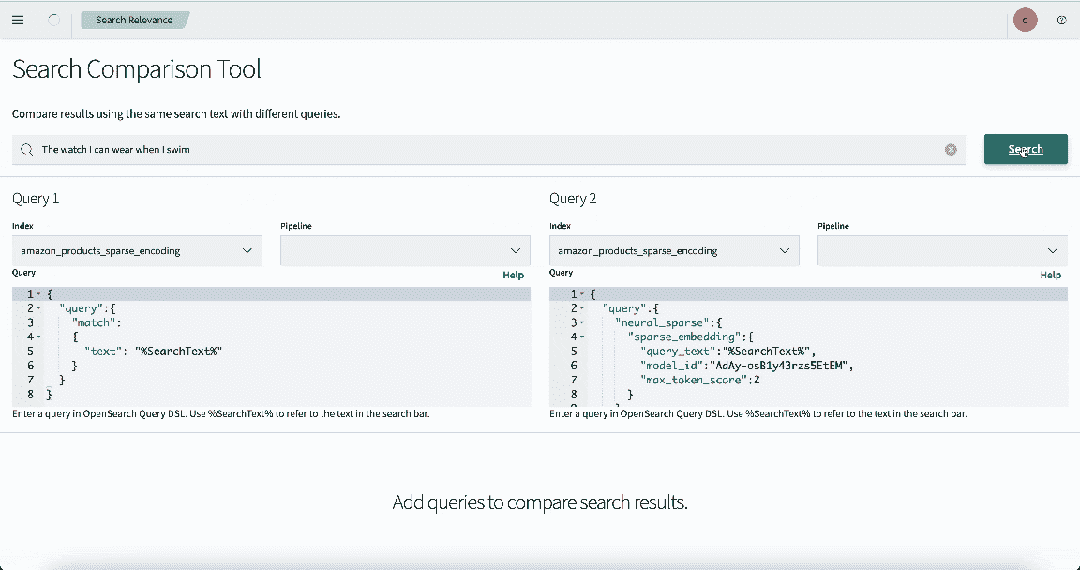 Search Relevance
c
Search Comparison Tool
Compare results using the same search text with different queries.
The watch I can wear when I swim
Search
Query 1
Index
Pipeline
amazon_products_sparse_encoding
Query
Help
1 {
2 "query":{
3 "match":
4 {
5 "text": "%SearchText%"
6 }
7 }
8 }
Enter a query in OpenSearch Query DSL. Use %SearchText% to refer to the text in the search bar.
Query 2
Index
Pipeline
amazon_products_sparse_encoding
Query
Help
1 {
2 "query":{
3 "neural_sparse":{
4 "sparse_embedding":{
5 "query_text":"%SearchText%",
6 "model_id":"AdAy-osB1y43rzs5EtEM",
7 "max_token_score":2
8 }
9 }
Enter a query in OpenSearch Query DSL. Use %SearchText% to refer to the text in the search bar.
Add queries to compare search results.